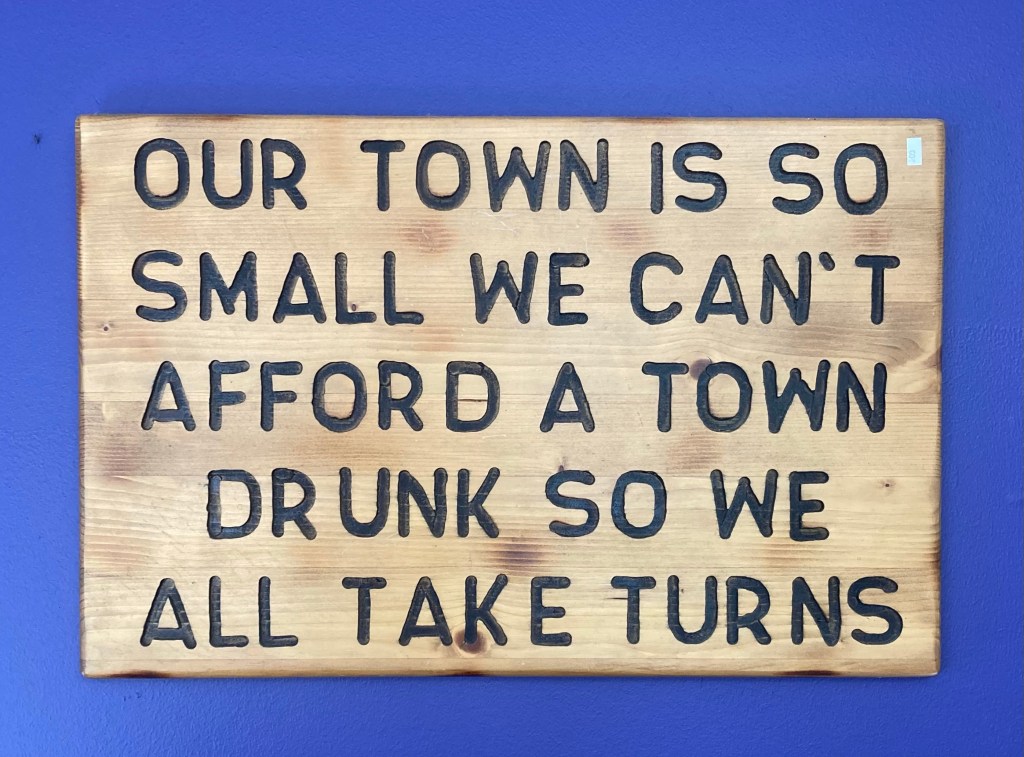 OUR TOWN IS SO
SMALL WE CAN'T
AFFORD A TOWN
DRUNK SO WE
ALL TAKE TURNS